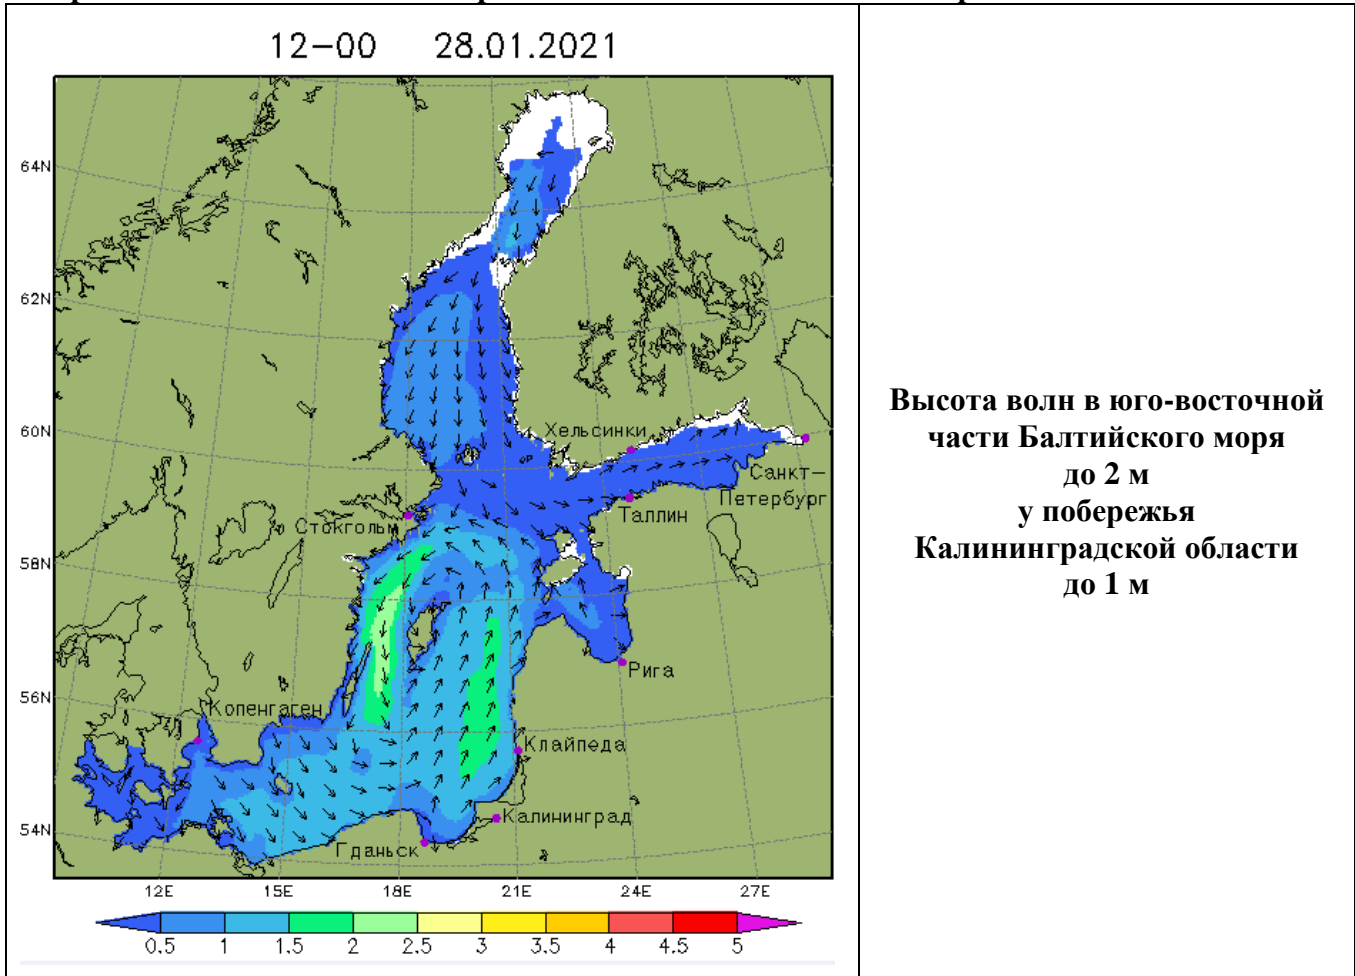 12-00 28.01.2021
64N
62N
60N
58N
56N
54N
Хельсинки
Санкт-
Петербург
Таллин
Стокгольм
Рига
Копенгаген
Клайпеда
Калининград
Гданьск
12E 15E 18E 21E 24E 27E
0.5 1 1.5 2 2.5 3 3.5 4 4.5 5
Высота волн в юго-восточной
части Балтийского моря
до 2 м
у побережья
Калининградской области
до 1 м